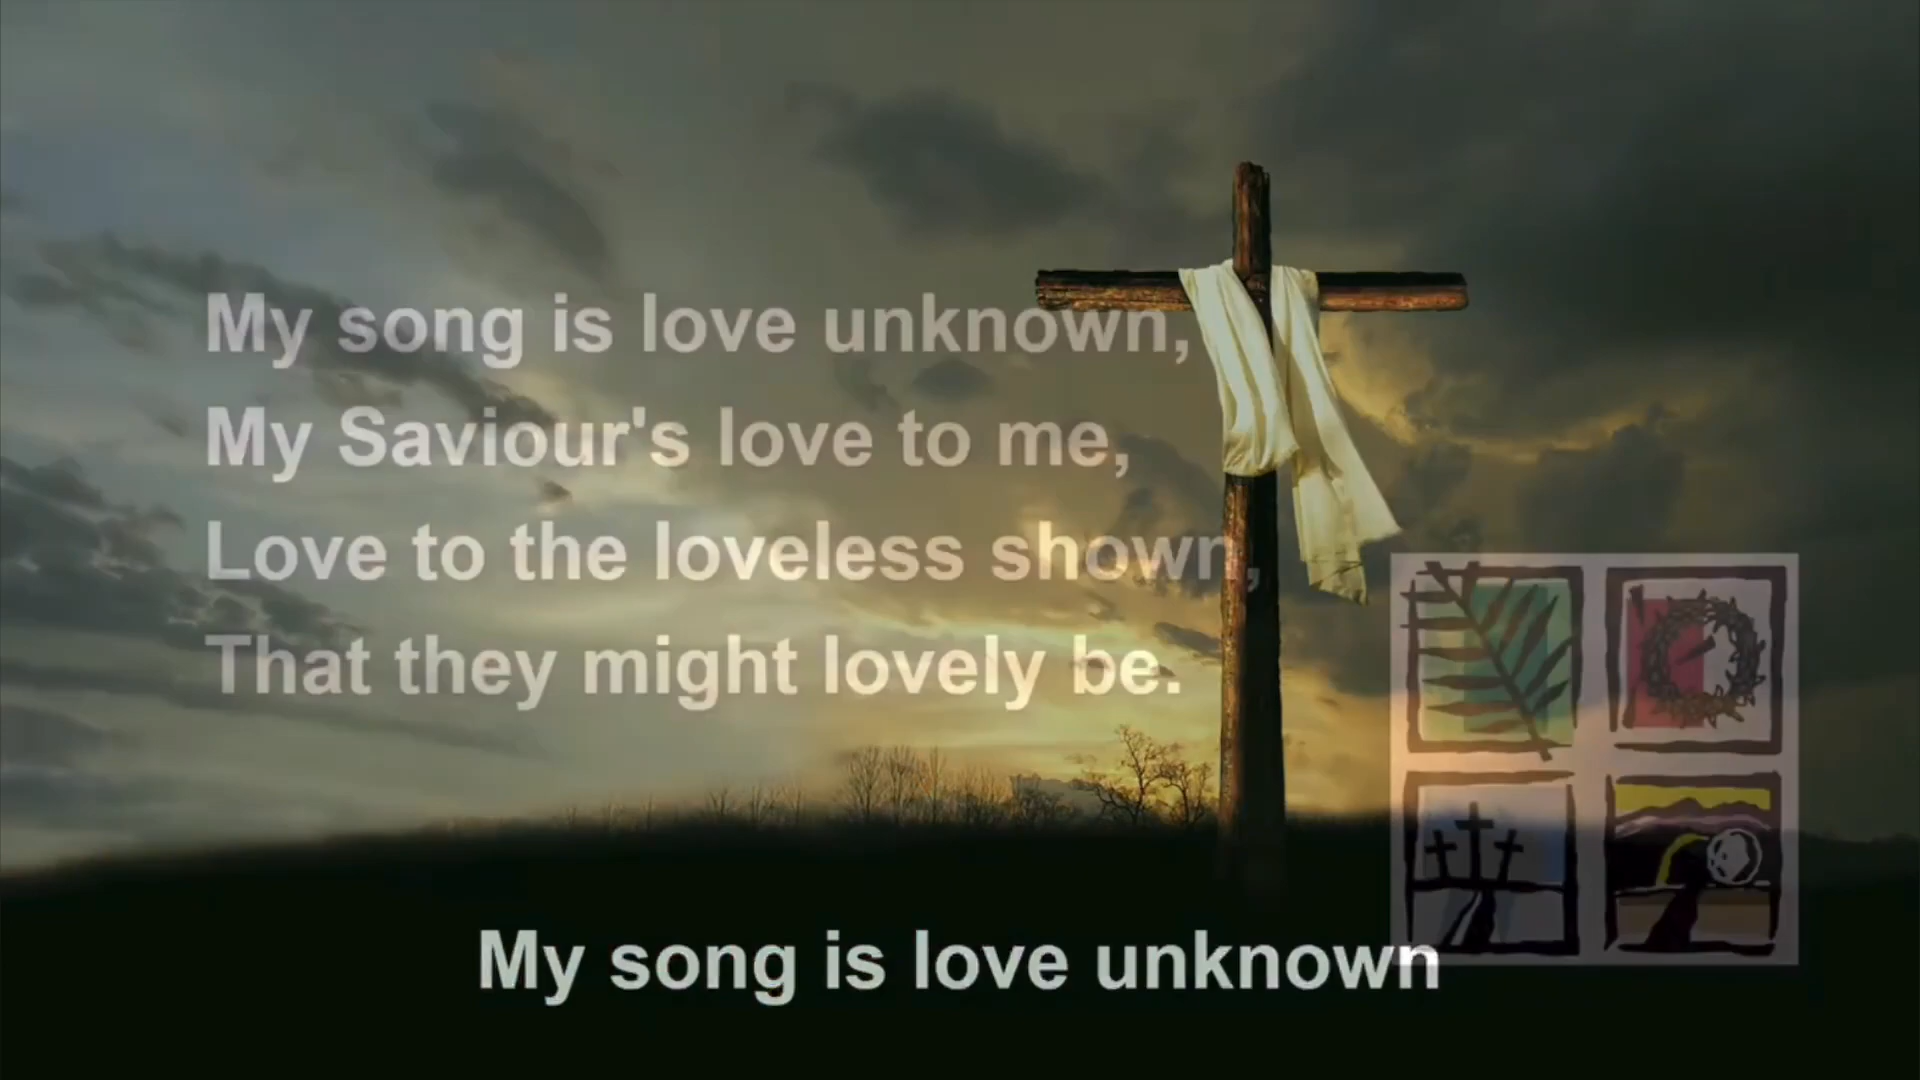 My song is love unknown,
My Saviour's love to me,
Love to the loveless shown,
That they might lovely be.
My song is love unknown